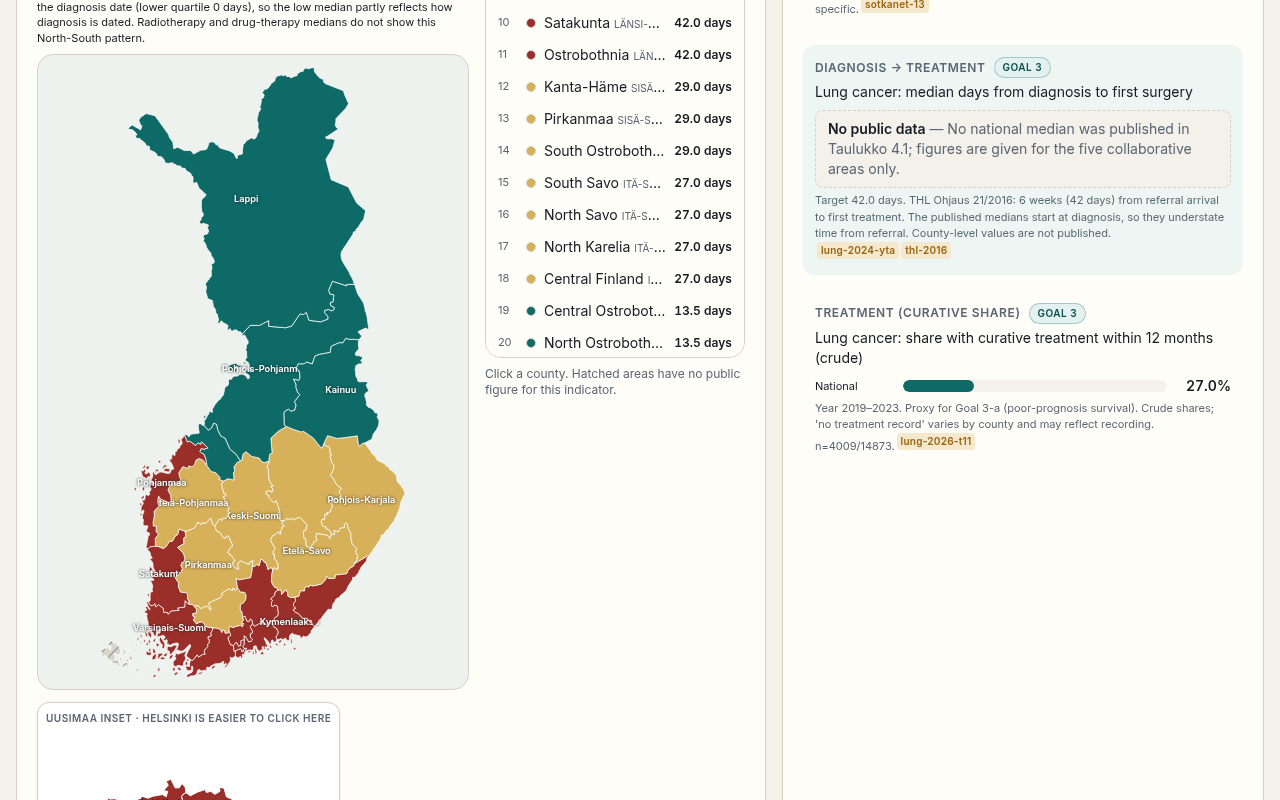 the diagnosis date (lower quartile 0 days), so the low median partly reflects how
diagnosis is dated. Radiotherapy and drug-therapy medians do not show this
North-South pattern.
Lappi
Pohjois-Pohjanm
Kainuu
Pohjanmaa
telä-Pohjanmaa
Keski-Suomi
Pohjois-Karjala
Etelä-Savo
Pirkanmaa
Satakunt
Varsinais-Suomi
Kymenlaaks
UUSIMAA INSET · HELSINKI IS EASIER TO CLICK HERE
10 Satakunta LÄNSI-... 42.0 days
11 Ostrobothnia LÄN... 42.0 days
12 Kanta-Häme SISÄ... 29.0 days
13 Pirkanmaa SISÄ-S... 29.0 days
14 South Ostroboth... 29.0 days
15 South Savo ITÄ-S... 27.0 days
16 North Savo ITÄ-S... 27.0 days
17 North Karelia ITÄ-... 27.0 days
18 Central Finland I... 27.0 days
19 Central Ostrobot... 13.5 days
20 North Ostroboth... 13.5 days
Click a county. Hatched areas have no public
figure for this indicator.
specific. sotkanet-13
DIAGNOSIS → TREATMENT GOAL 3
Lung cancer: median days from diagnosis to first surgery
No public data — No national median was published in
Taulukko 4.1; figures are given for the five collaborative
areas only.
Target 42.0 days. THL Ohjaus 21/2016: 6 weeks (42 days) from referral arrival
to first treatment. The published medians start at diagnosis, so they understate
time from referral. County-level values are not published.
lung-2024-yta thl-2016
TREATMENT (CURATIVE SHARE) GOAL 3
Lung cancer: share with curative treatment within 12 months
(crude)
National 27.0%
Year 2019–2023. Proxy for Goal 3-a (poor-prognosis survival). Crude shares;
'no treatment record' varies by county and may reflect recording.
n=4009/14873. lung-2026-t11